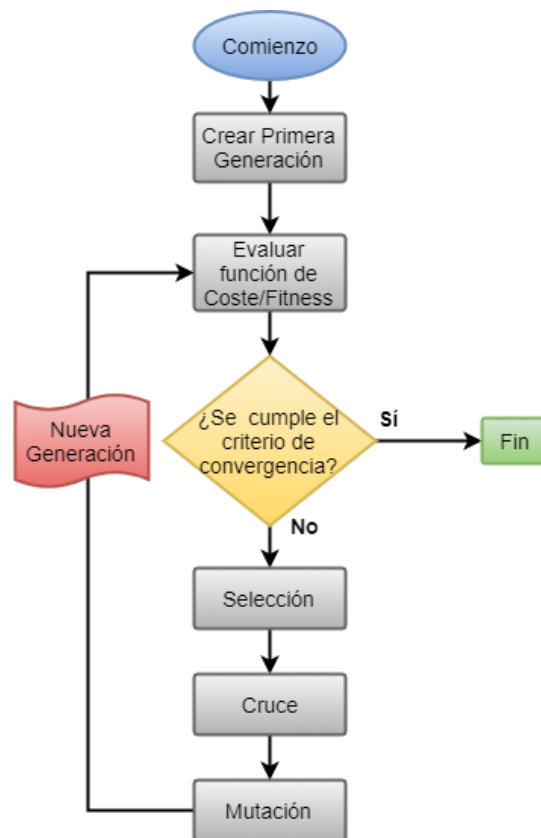 Comienzo
Crear Primera
Generación
Evaluar
función de
Coste/Fitness
¿Se cumple el
criterio de
convergencia?
Sí
Fin
Nueva
Generación
No
Selección
Cruce
Mutación